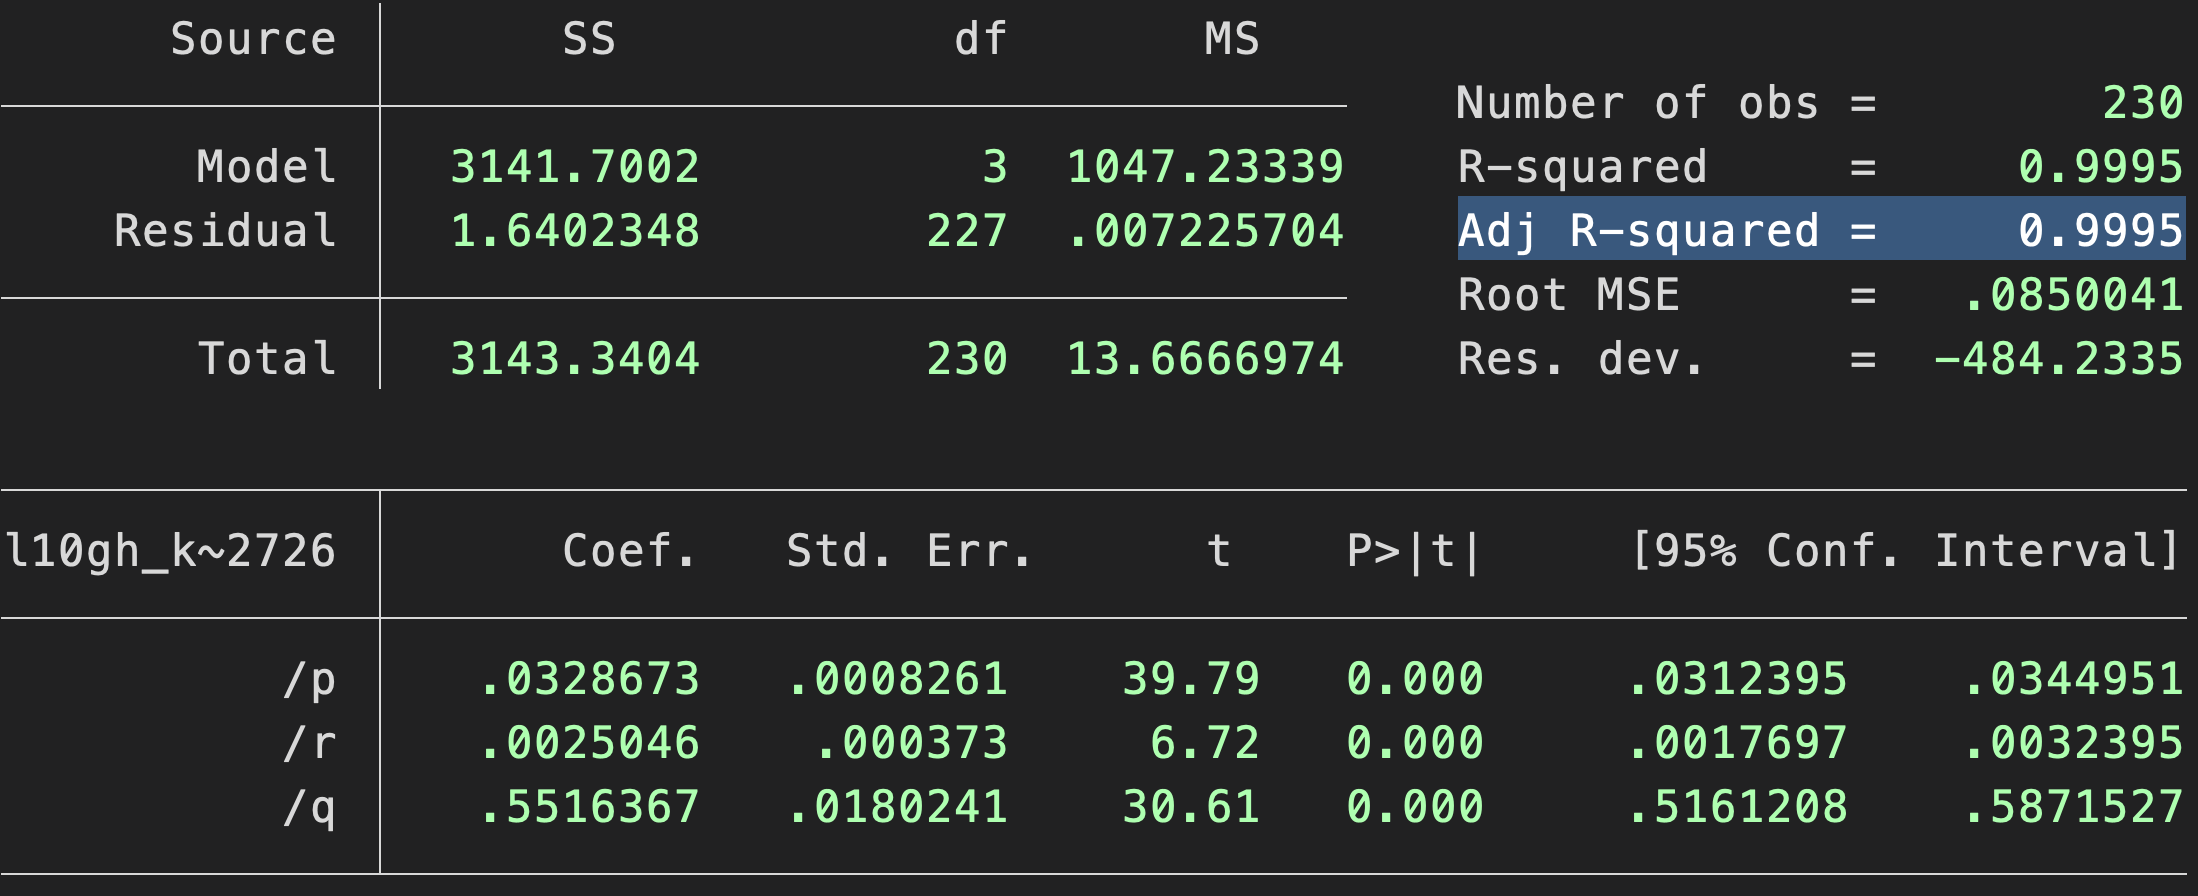 Source | SS df MS
Number of obs = 230
Model | 3141.7002 3 1047.23339 R-squared = 0.9995
Residual | 1.6402348 227 .007225704 Adj R-squared = 0.9995
Root MSE = .0850041
Total | 3143.3404 230 13.6666974 Res. dev. = -484.2335
l10gh_k~2726 | Coef. Std. Err. t P>|t| [95% Conf. Interval]
/p | .0328673 .0008261 39.79 0.000 .0312395 .0344951
/r | .0025046 .000373 6.72 0.000 .0017697 .0032395
/q | .5516367 .0180241 30.61 0.000 .5161208 .5871527